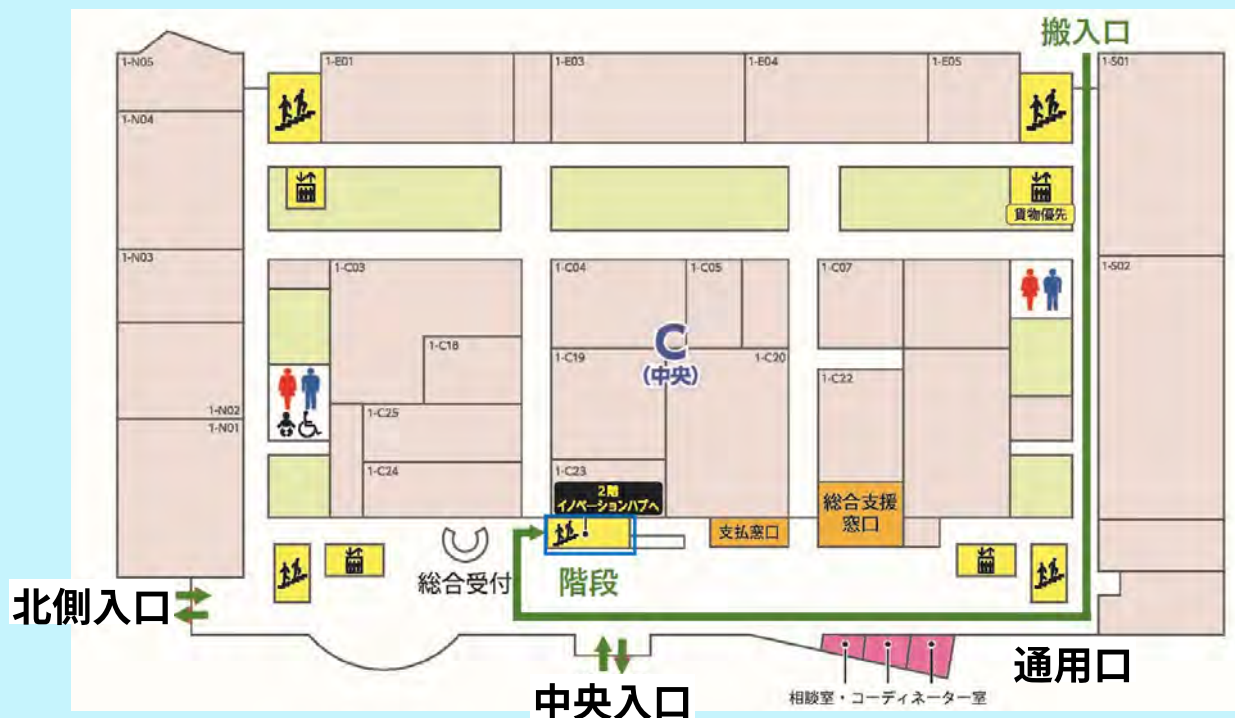 搬入口
1-N05
1-E01
1-E03
1-E04
1-E05
1-S01
1-N04
貨物優先
1-N03
1-C03
1-C04
1-C05
1-C07
1-S02
C
(中央)
1-C18
1-C19
1-C20
1-C22
1-N02
1-N01
1-C25
1-C24
1-C23
2階
イノベーションハブへ
支払窓口
総合支援
窓口
総合受付
階段
北側入口
中央入口
通用口
相談室・コーディネーター室